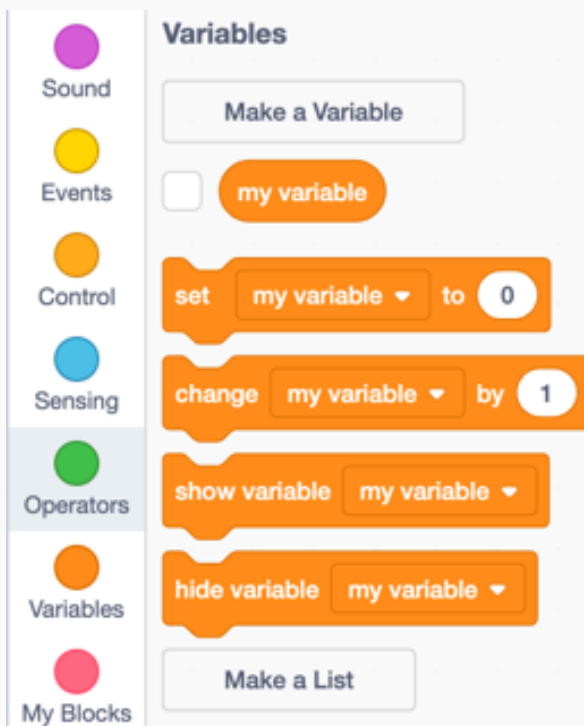 Sound
Events
Control
Sensing
Operators
Variables
My Blocks
Variables
Make a Variable
my variable
set my variable to 0
change my variable by 1
show variable my variable
hide variable my variable
Make a List